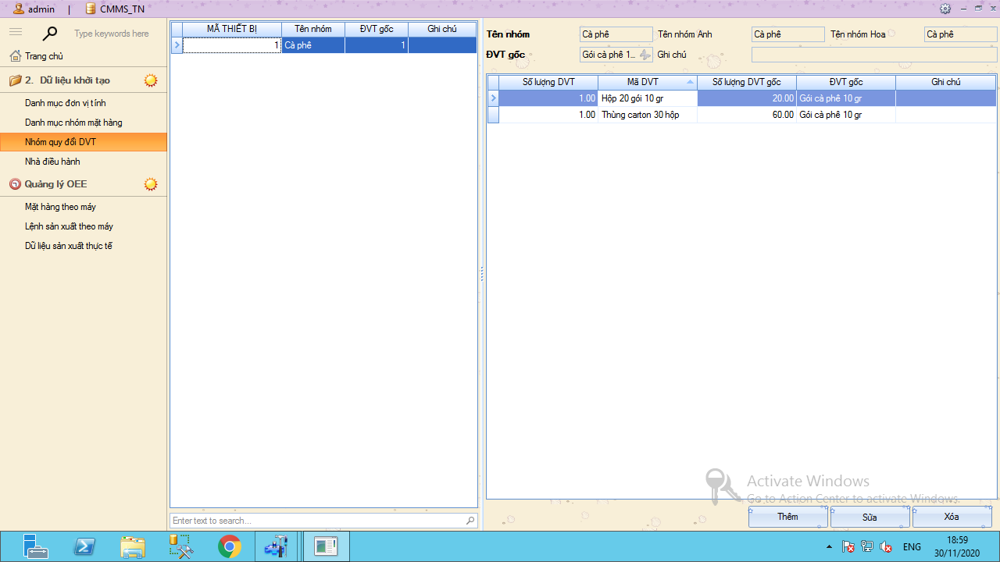 admin | CMMS_TN
Type keywords here
Trang chủ
2. Dữ liệu khởi tạo
Danh mục đơn vị tính
Danh mục nhóm mặt hàng
Nhóm quy đổi DVT
Nhà điều hành
Quảng lý OEE
Mặt hàng theo máy
Lệnh sản xuất theo máy
Dữ liệu sản xuất thực tế
MÃ THIẾT BỊ Tên nhóm ĐVT gốc Ghi chú
1 Cà phê 1
Enter text to search...
Tên nhóm Cà phê Tên nhóm Anh Cà phê Tên nhóm Hoa Cà phê
ĐVT gốc Gói cà phê 1... Ghi chú
Số lượng DVT Mã DVT Số lượng DVT gốc ĐVT gốc Ghi chú
1.00 Hộp 20 gói 10 gr 20.00 Gói cà phê 10 gr
1.00 Thùng carton 30 hộp 60.00 Gói cà phê 10 gr
Activate Windows
Go to Action Center to activate Windows.
Thêm Sửa Xóa
ENG
18:59
30/11/2020